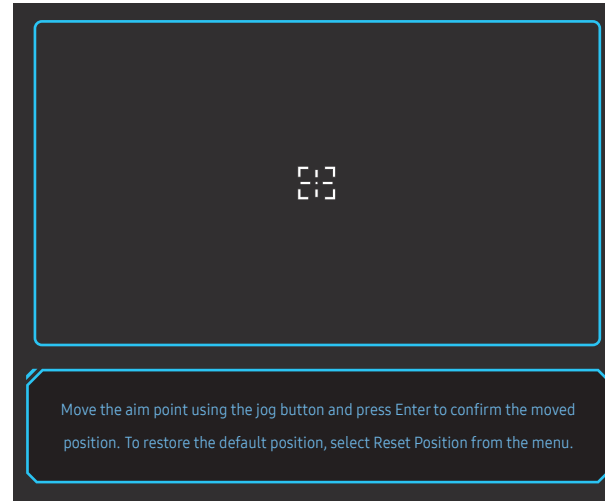 Move the aim point using the jog button and press Enter to confirm the moved
position. To restore the default position, select Reset Position from the menu.